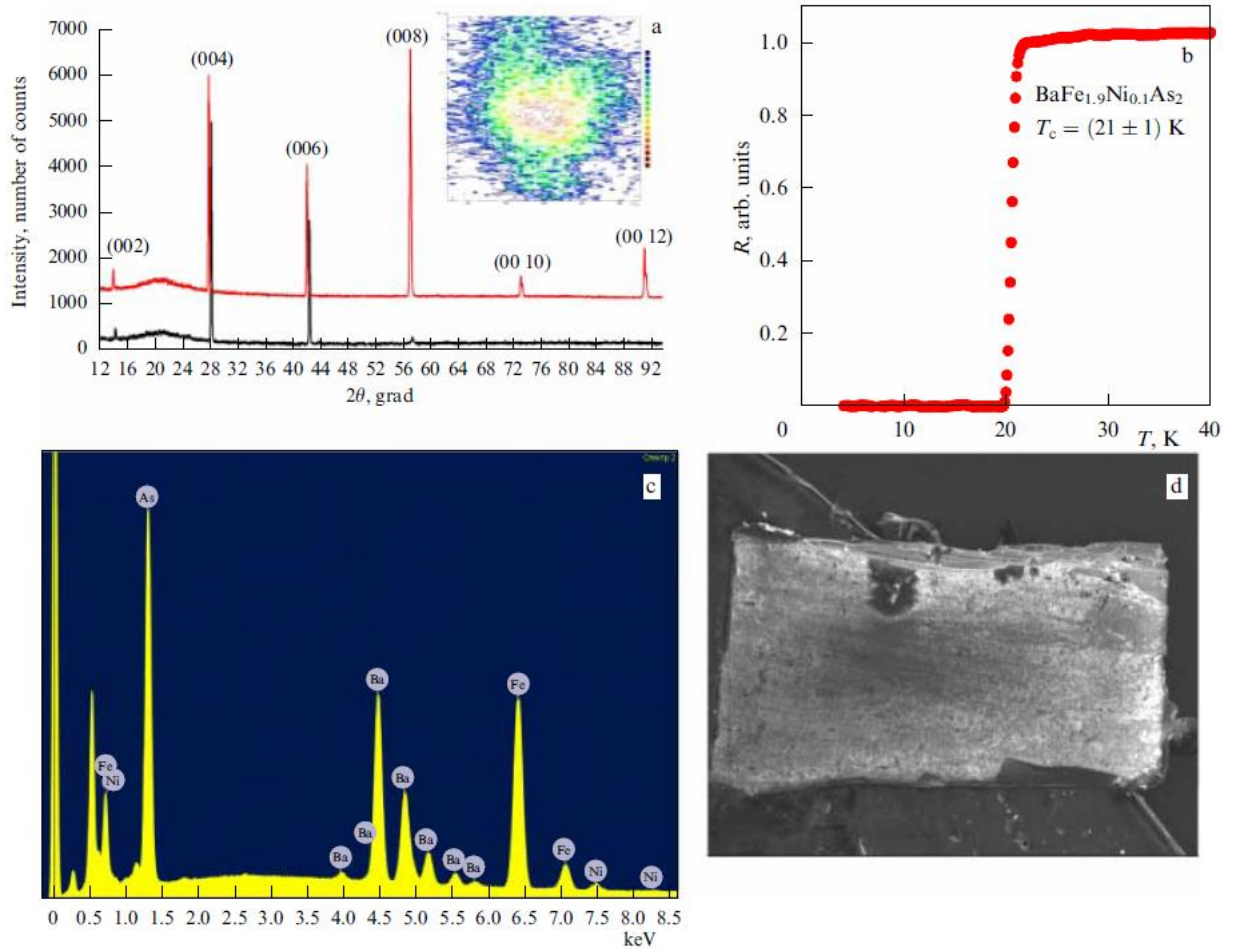 a
7000
6000
5000
4000
3000
2000
1000
0
Intensity, number of counts
(002)
(004)
(006)
(008)
(00 10)
(00 12)
12 16 20 24 28 32 36 40 44 48 52 56 60 64 68 72 76 80 84 88 92
2θ, grad
b
1.0
0.8
0.6
0.4
0.2
R, arb. units
BaFe1.9Ni0.1As2
Tc = (21 ± 1) K
0 10 20 30 40
T, K
Спектр 2
c
As
Fe
Ni
Ba
Ba
Ba
Ba
Ba
Ba
Ba
Fe
Fe
Ni
Ni
0 0.5 1.0 1.5 2.0 2.5 3.0 3.5 4.0 4.5 5.0 5.5 6.0 6.5 7.0 7.5 8.0 8.5
keV
d